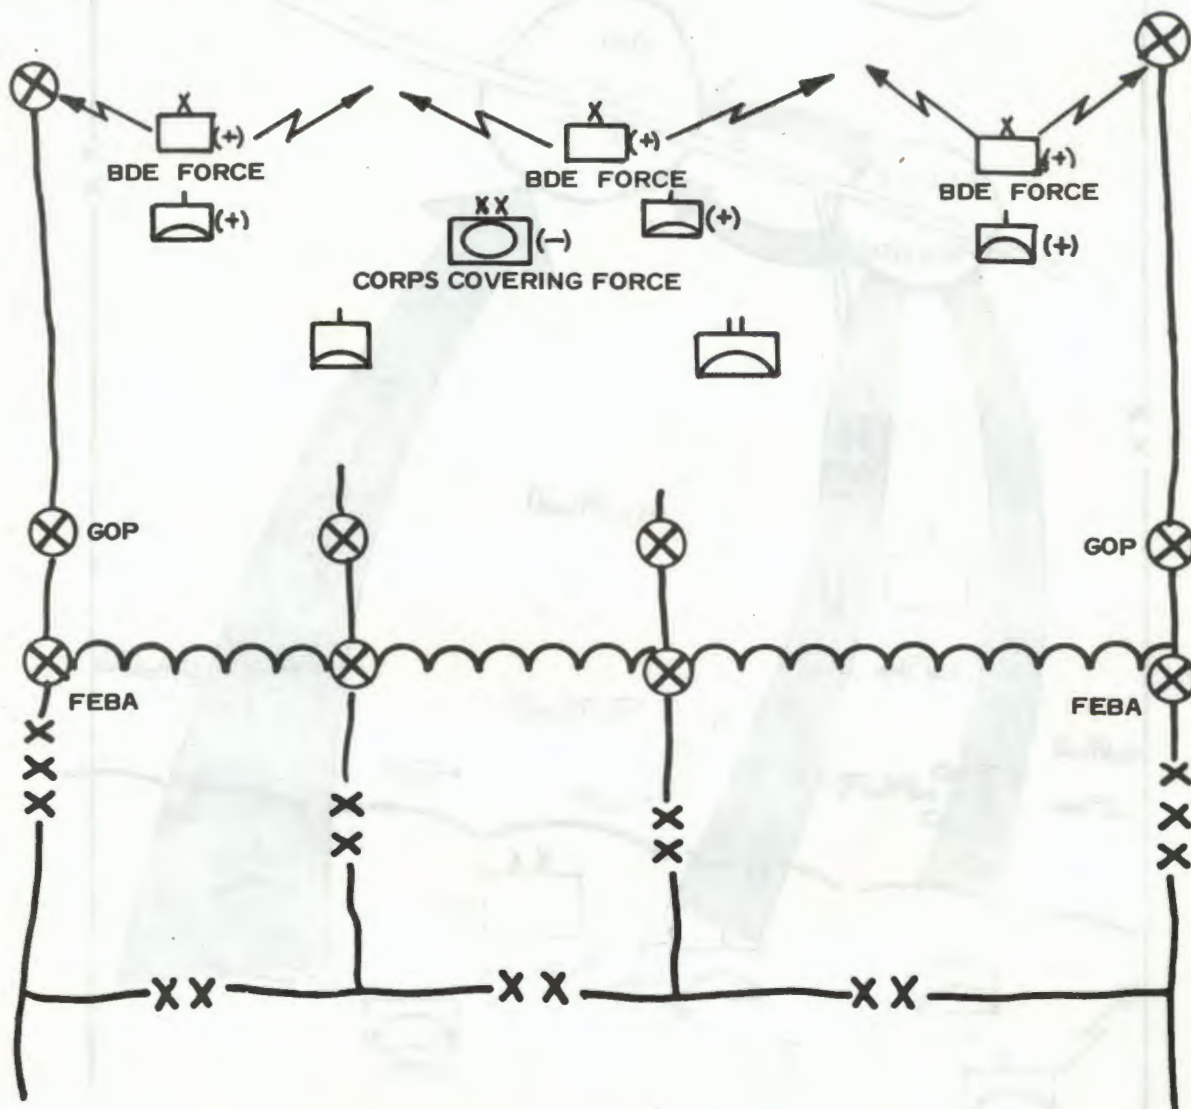 X
(+)
BDE FORCE
(+)
X
(+)
BDE FORCE
(+)
X
(+)
BDE FORCE
(+)
XX
(-)
CORPS COVERING FORCE
GOP
GOP
FEBA
FEBA
X
X
X
X
X
X
X
X
X
X
XX
XX
XX